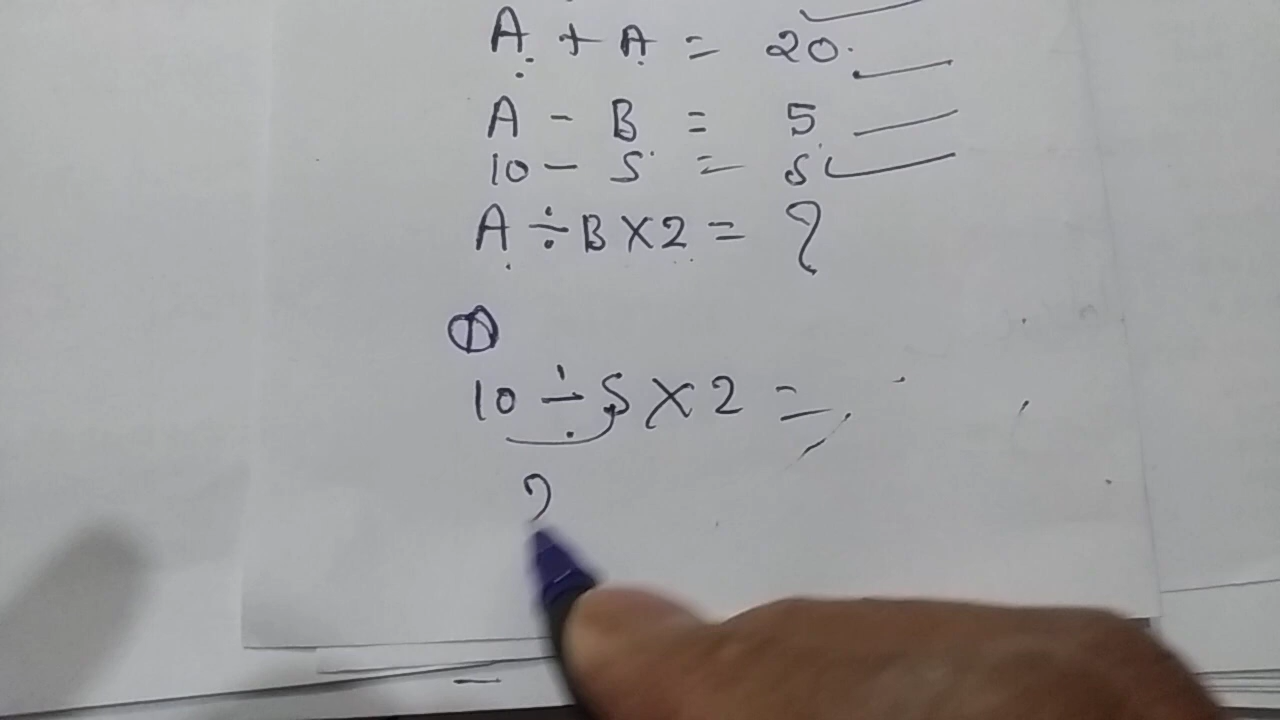 A + A = 20
A - B = 5
10 - 5 = 5
A ÷ B × 2 = ?
1
10 ÷ 5 × 2 =
2